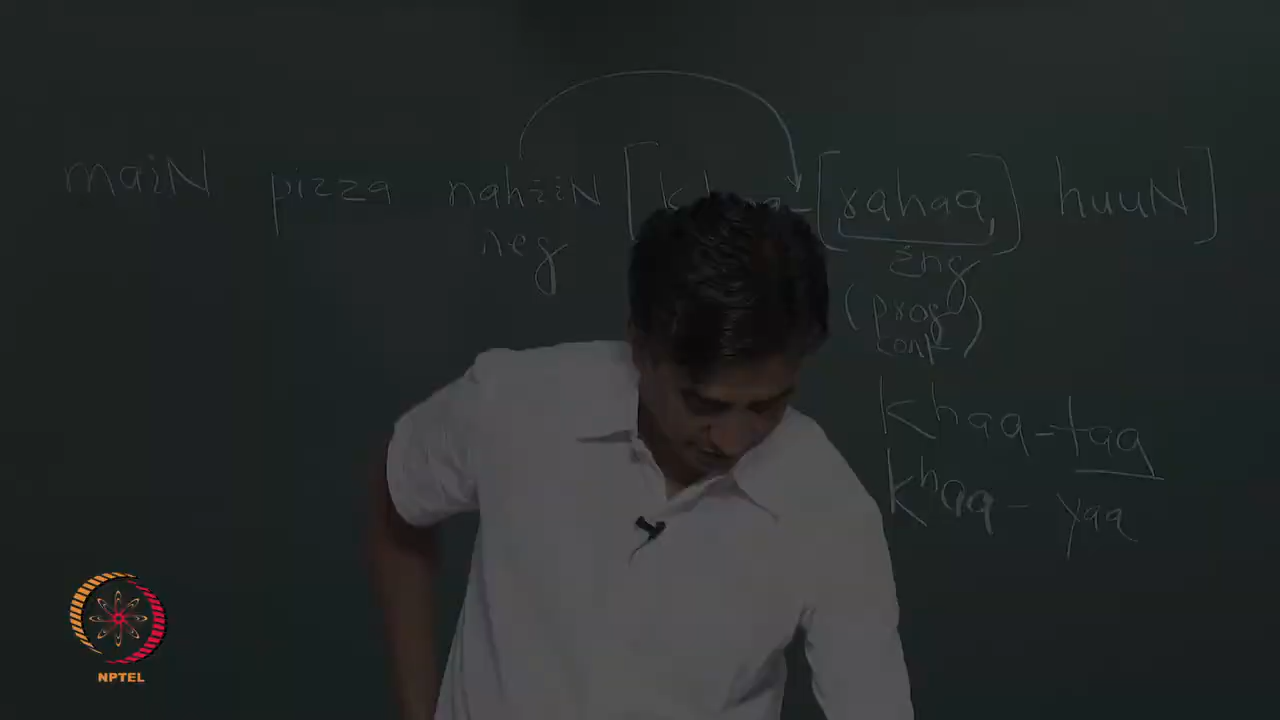 maiN pizza nahiiN [ - [rahaa] huuN]
neg
ing
(prog
cont)
khaa-taa
khaa- yaa
NPTEL